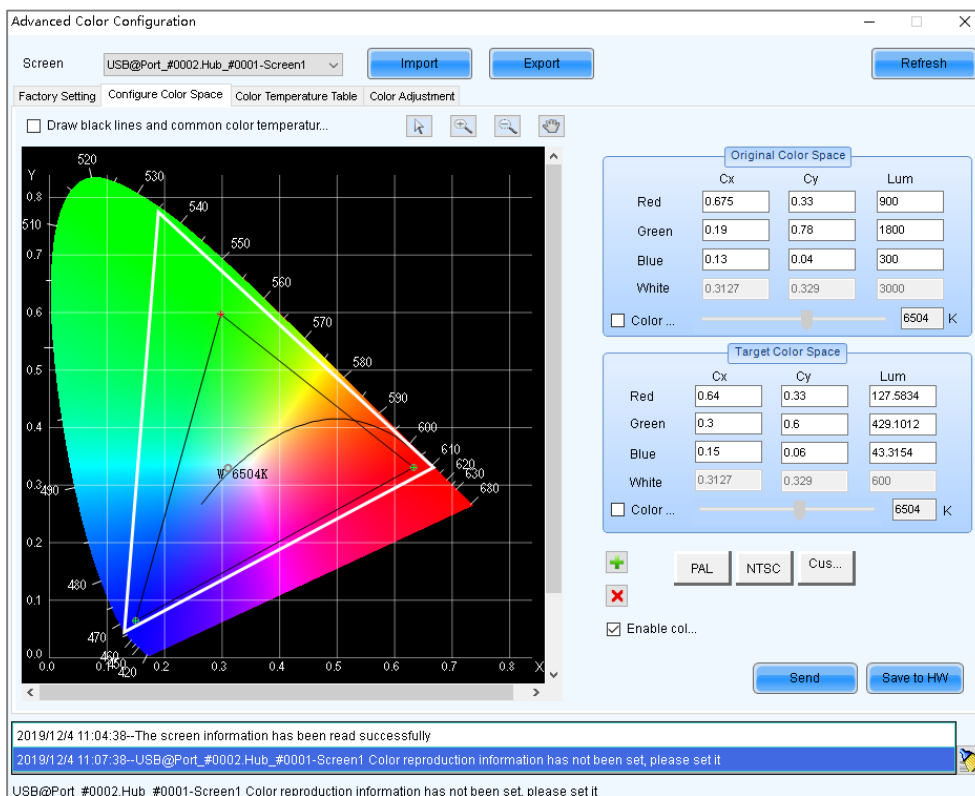 Advanced Color Configuration
Screen USB@Port_#0002.Hub_#0001-Screen1 Import Export Refresh
Factory Setting Configure Color Space Color Temperature Table Color Adjustment
Draw black lines and common color temperatur...
Original Color Space
Cx Cy Lum
Red 0.675 0.33 900
Green 0.19 0.78 1800
Blue 0.13 0.04 300
White 0.3127 0.329 3000
Color ... 6504 K
Target Color Space
Cx Cy Lum
Red 0.64 0.33 127.5834
Green 0.3 0.6 429.1012
Blue 0.15 0.06 43.3154
White 0.3127 0.329 600
Color ... 6504 K
PAL NTSC Cus...
Enable col...
Send Save to HW
Y
0.8
0.7
0.6
0.5
0.4
0.3
0.2
0.1
0.0
0.0 0.1 0.2 0.3 0.4 0.5 0.6 0.7 0.8 X
520
530
540
510
550
560
570
580
590
600
610
620
630
680
490
480
470
460
450
420
W 6504K
2019/12/4 11:04:38--The screen information has been read successfully
2019/12/4 11:07:38--USB@Port_#0002.Hub_#0001-Screen1 Color reproduction information has not been set, please set it
USB@Port_#0002.Hub_#0001-Screen1 Color reproduction information has not been set, please set it